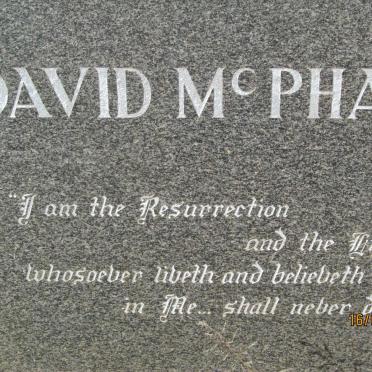 DAVID McPHA
"I am the Resurrection
and the
whosoever liveth and believeth
in Me... shall never
16/